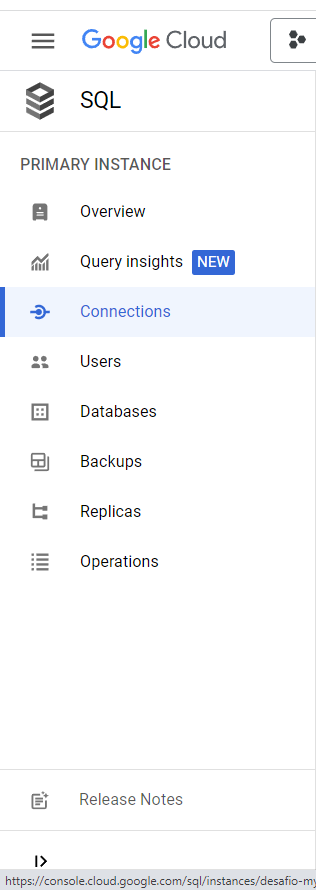 Google Cloud
SQL
PRIMARY INSTANCE
Overview
Query insights NEW
Connections
Users
Databases
Backups
Replicas
Operations
Release Notes
https://console.cloud.google.com/sql/instances/desafio-my